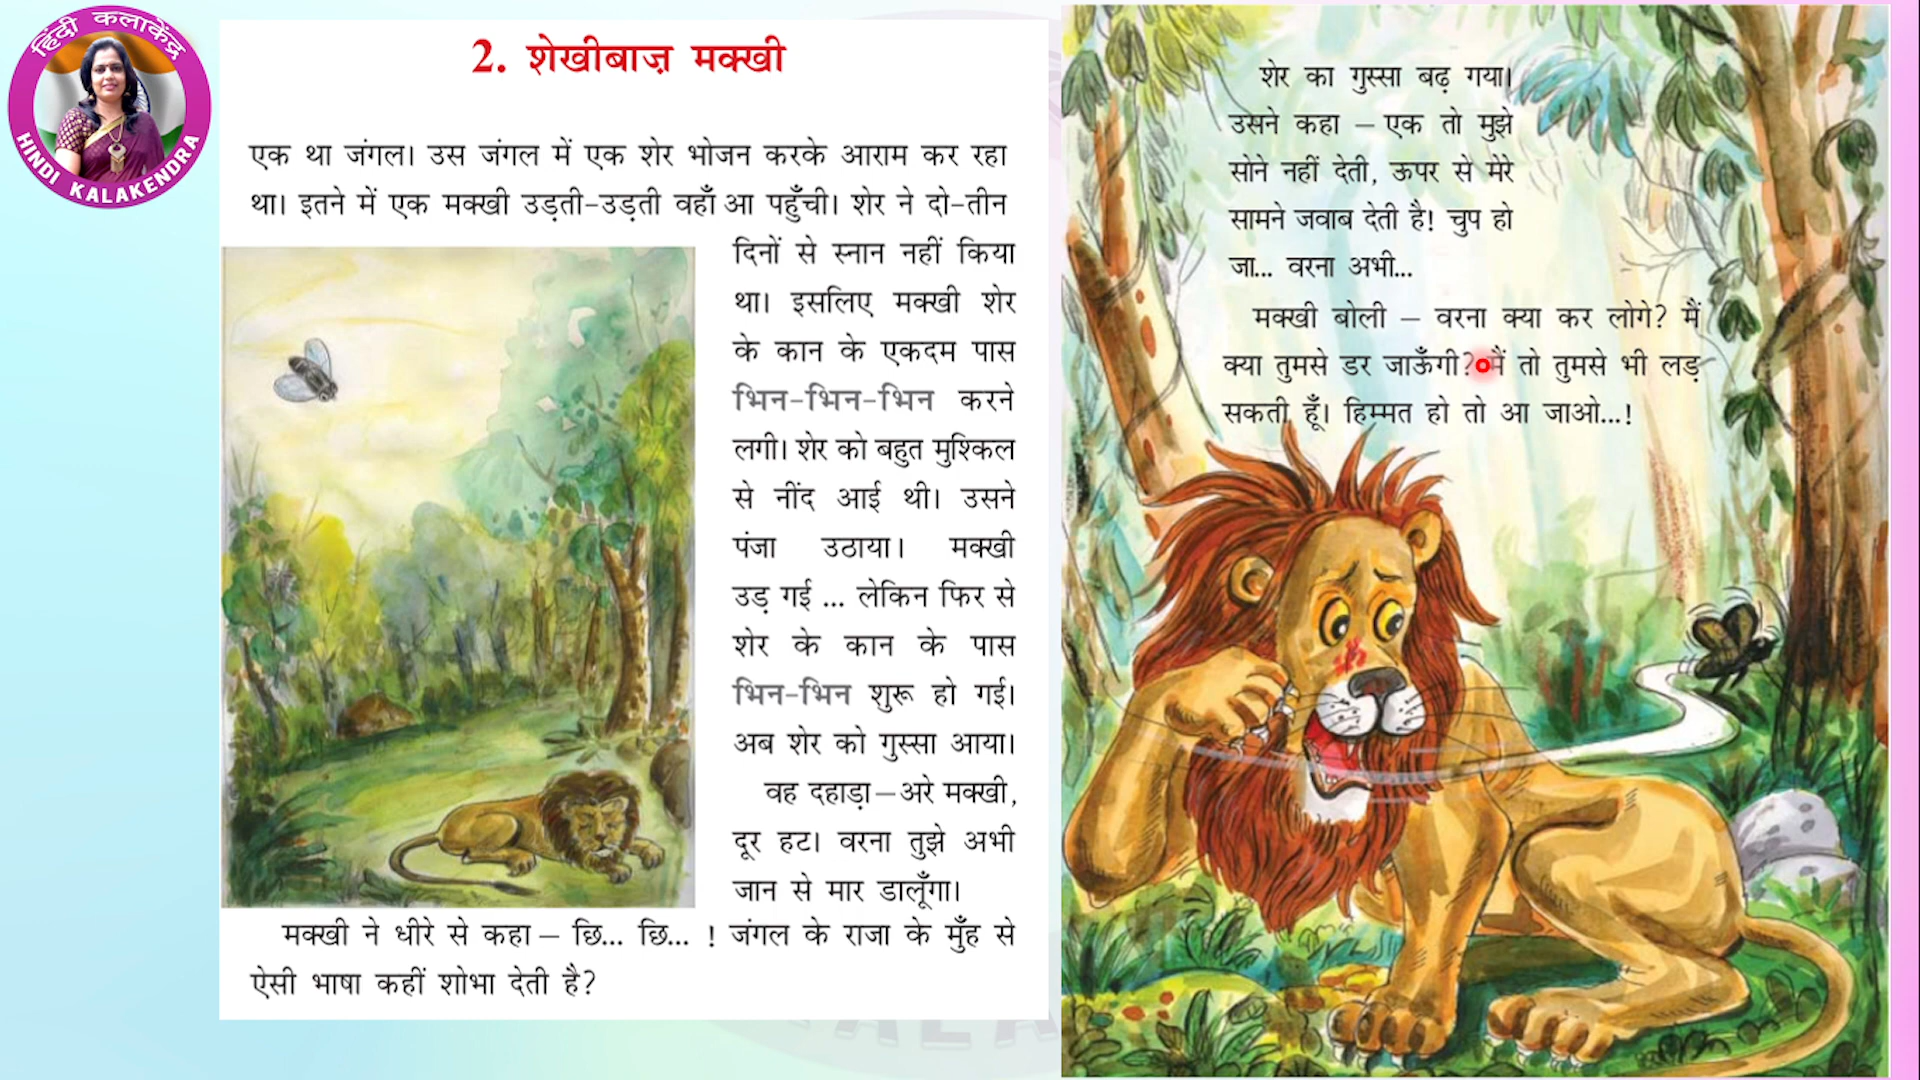 हिंदी कलाकेंद्र
HINDI KALAKENDRA
2. शेखीबाज़ मक्खी
एक था जंगल। उस जंगल में एक शेर भोजन करके आराम कर रहा
था। इतने में एक मक्खी उड़ती-उड़ती वहाँ आ पहुँची। शेर ने दो-तीन
दिनों से स्नान नहीं किया
था। इसलिए मक्खी शेर
के कान के एकदम पास
भिन-भिन-भिन करने
लगी। शेर को बहुत मुश्किल
से नींद आई थी। उसने
पंजा उठाया। मक्खी
उड़ गई ... लेकिन फिर से
शेर के कान के पास
भिन-भिन शुरू हो गई।
अब शेर को गुस्सा आया।
वह दहाड़ा – अरे मक्खी,
दूर हट। वरना तुझे अभी
जान से मार डालूँगा।
मक्खी ने धीरे से कहा – छि... छि... ! जंगल के राजा के मुँह से
ऐसी भाषा कहीं शोभा देती है?
शेर का गुस्सा बढ़ गया।
उसने कहा – एक तो मुझे
सोने नहीं देती, ऊपर से मेरे
सामने जवाब देती है! चुप हो
जा... वरना अभी...
मक्खी बोली – वरना क्या कर लोगे? मैं
क्या तुमसे डर जाऊँगी? मैं तो तुमसे भी लड़
सकती हूँ। हिम्मत हो तो आ जाओ...!